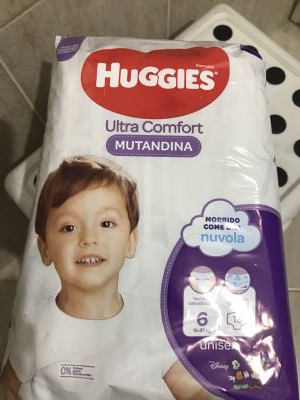 HUGGIES
Ultra Comfort
MUTANDINA
MORBIDO
COME UNA
nuvola
6
unisex
Disney
0%